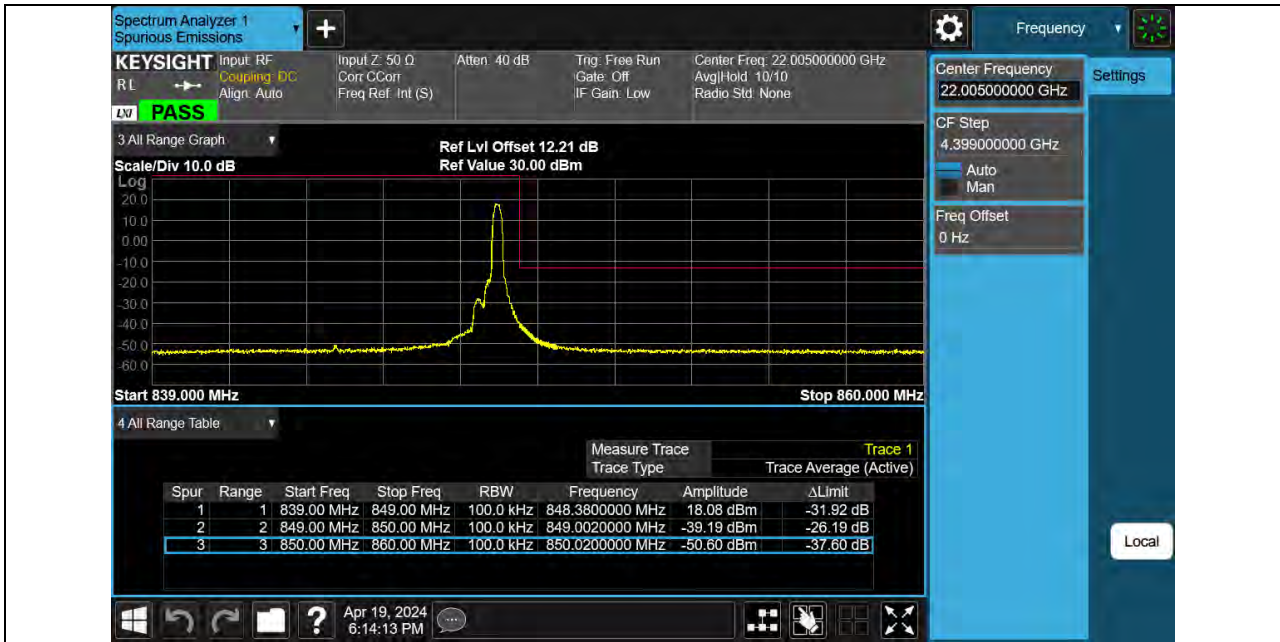 Spectrum Analyzer 1
Spurious Emissions
Frequency
KEYSIGHT
RL
LXI
PASS
Input: RF
Coupling: DC
Align: Auto
Input Z: 50 Ω
Corr CCorr
Freq Ref: Int (S)
Atten: 40 dB
Trig: Free Run
Gate: Off
IF Gain: Low
Center Freq: 22.005000000 GHz
Avg|Hold: 10/10
Radio Std: None
Center Frequency
22.005000000 GHz
Settings
CF Step
4.399000000 GHz
Auto
Man
Freq Offset
0 Hz
3 All Range Graph
Ref Lvl Offset 12.21 dB
Scale/Div 10.0 dB
Ref Value 30.00 dBm
Log
20.0
10.0
0.00
-10.0
-20.0
-30.0
-40.0
-50.0
-60.0
Start 839.000 MHz
Stop 860.000 MHz
4 All Range Table
Measure Trace Trace 1
Trace Type Trace Average (Active)
Spur Range Start Freq Stop Freq RBW Frequency Amplitude ΔLimit
1 1 839.00 MHz 849.00 MHz 100.0 kHz 848.3800000 MHz 18.08 dBm -31.92 dB
2 2 849.00 MHz 850.00 MHz 100.0 kHz 849.0020000 MHz -39.19 dBm -26.19 dB
3 3 850.00 MHz 860.00 MHz 100.0 kHz 850.0200000 MHz -50.60 dBm -37.60 dB
Local
Apr 19, 2024
6:14:13 PM